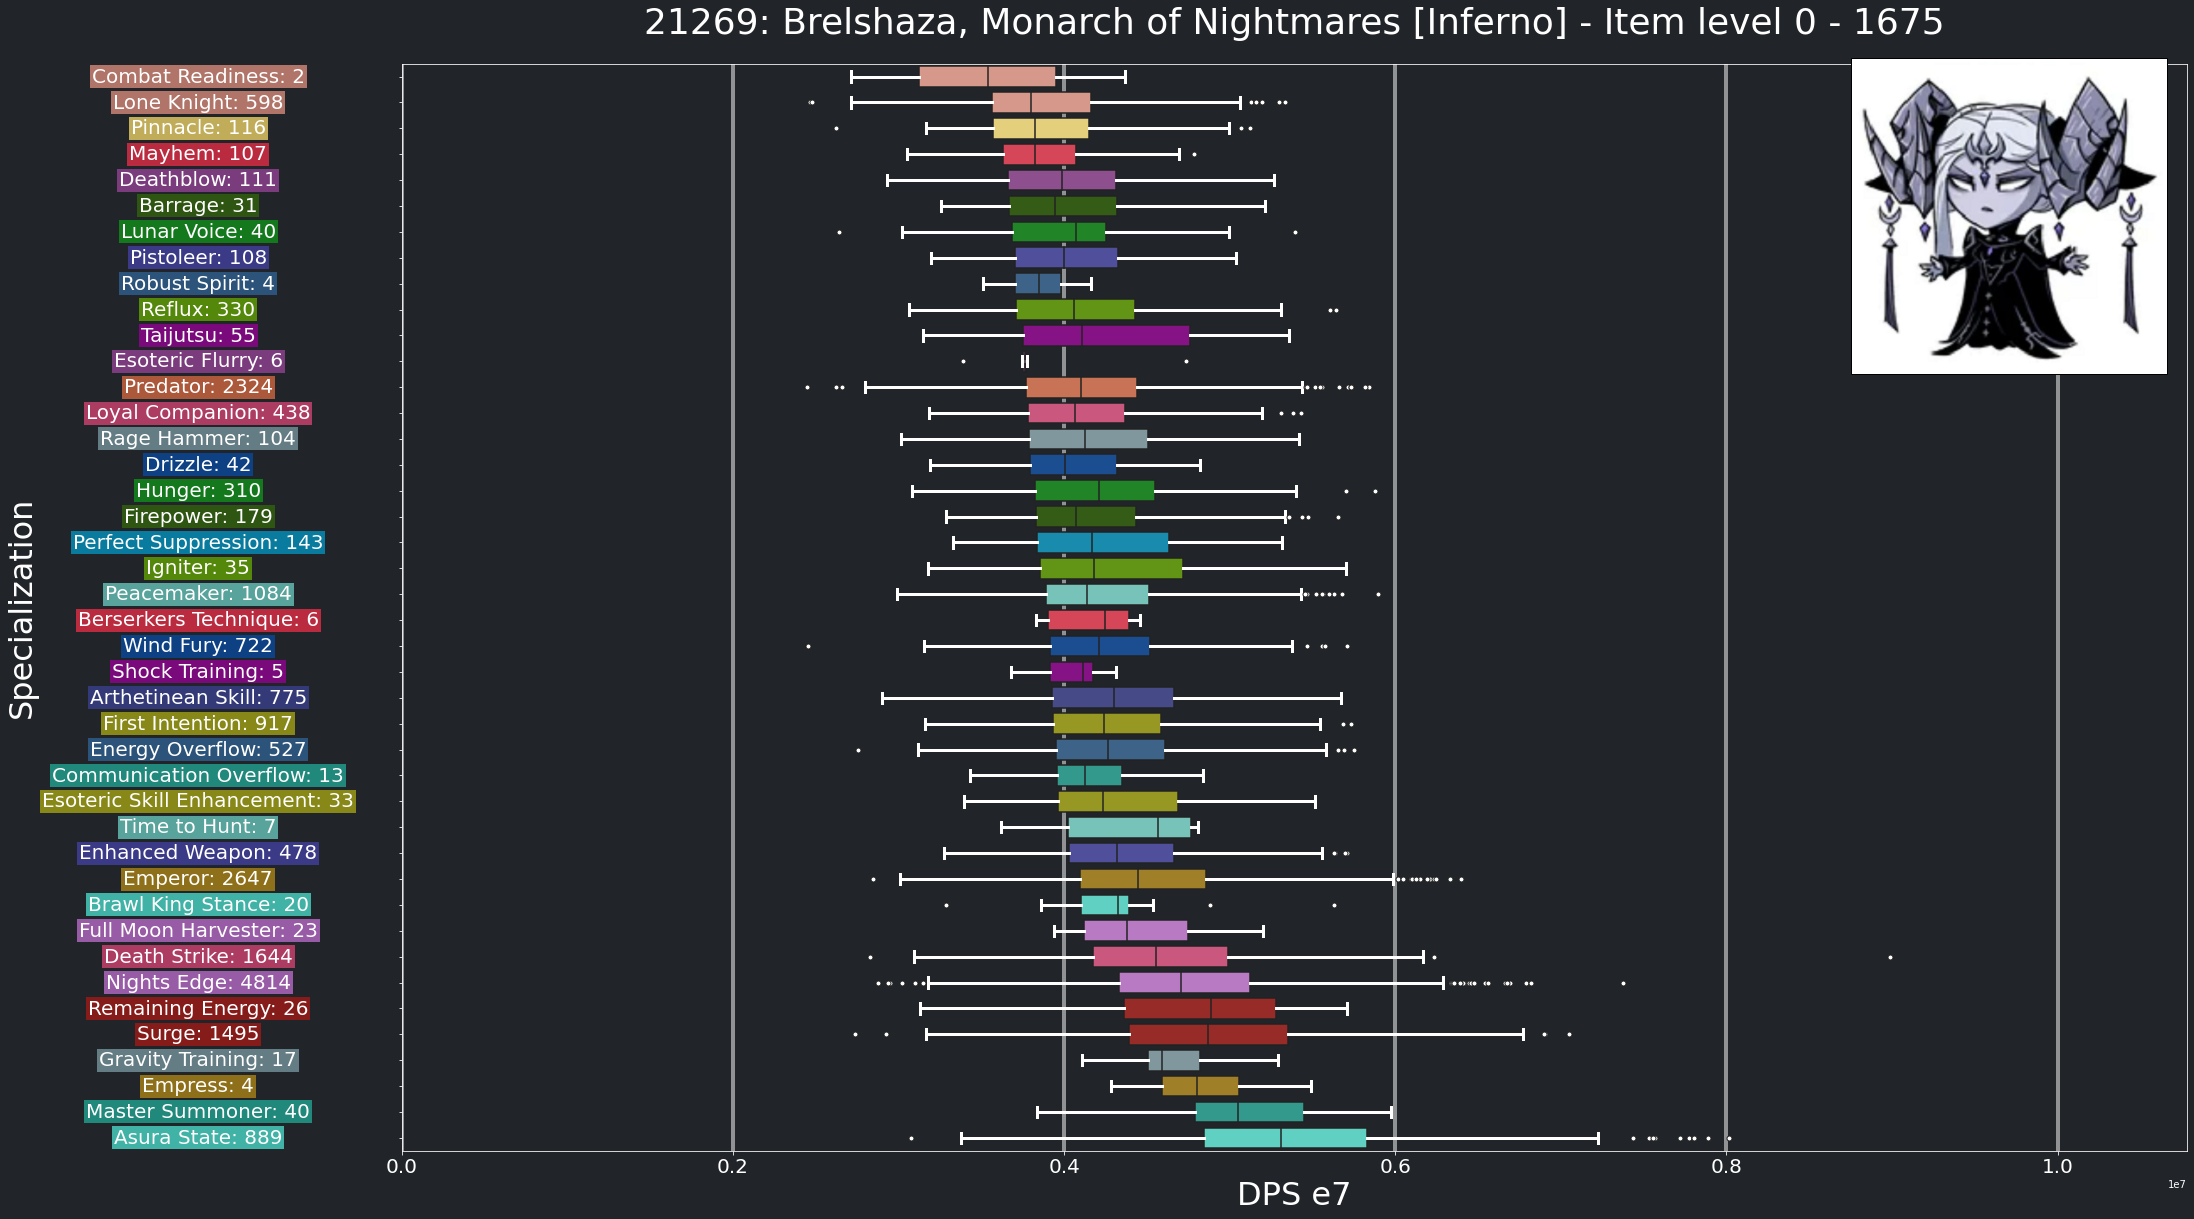 21269: Brelshaza, Monarch of Nightmares [Inferno] - Item level 0 - 1675
Specialization
Combat Readiness: 2
Lone Knight: 598
Pinnacle: 116
Mayhem: 107
Deathblow: 111
Barrage: 31
Lunar Voice: 40
Pistoleer: 108
Robust Spirit: 4
Reflux: 330
Taijutsu: 55
Esoteric Flurry: 6
Predator: 2324
Loyal Companion: 438
Rage Hammer: 104
Drizzle: 42
Hunger: 310
Firepower: 179
Perfect Suppression: 143
Igniter: 35
Peacemaker: 1084
Berserkers Technique: 6
Wind Fury: 722
Shock Training: 5
Arthetinean Skill: 775
First Intention: 917
Energy Overflow: 527
Communication Overflow: 13
Esoteric Skill Enhancement: 33
Time to Hunt: 7
Enhanced Weapon: 478
Emperor: 2647
Brawl King Stance: 20
Full Moon Harvester: 23
Death Strike: 1644
Nights Edge: 4814
Remaining Energy: 26
Surge: 1495
Gravity Training: 17
Empress: 4
Master Summoner: 40
Asura State: 889
0.0 0.2 0.4 0.6 0.8 1.0
1e7
DPS e7